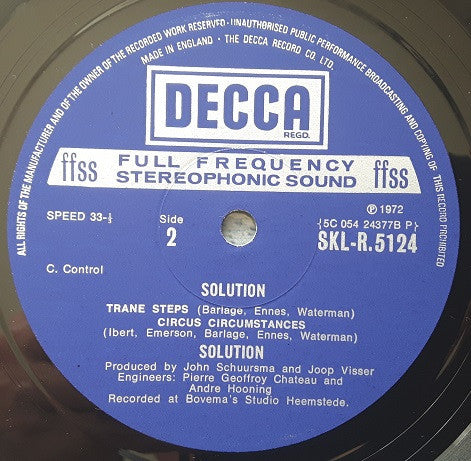 ALL RIGHTS OF THE MANUFACTURER AND OF THE OWNER OF THE RECORDED WORK RESERVED · UNAUTHORISED PUBLIC PERFORMANCE BROADCASTING AND COPYING OF THIS RECORD PROHIBITED
MADE IN ENGLAND · THE DECCA RECORD CO. LTD.
DECCA
REGD.
ffss FULL FREQUENCY STEREOPHONIC SOUND ffss
SPEED 33-⅓
Side
2
℗ 1972
(5C 054 24377B P)
SKL-R.5124
C. Control
SOLUTION
TRANE STEPS (Barlage, Ennes, Waterman)
CIRCUS CIRCUMSTANCES
(Ibert, Emerson, Barlage, Ennes, Waterman)
SOLUTION
Produced by John Schuursma and Joop Visser
Engineers: Pierre Geoffroy Chateau and
Andre Hooning
Recorded at Bovema's Studio Heemstede.